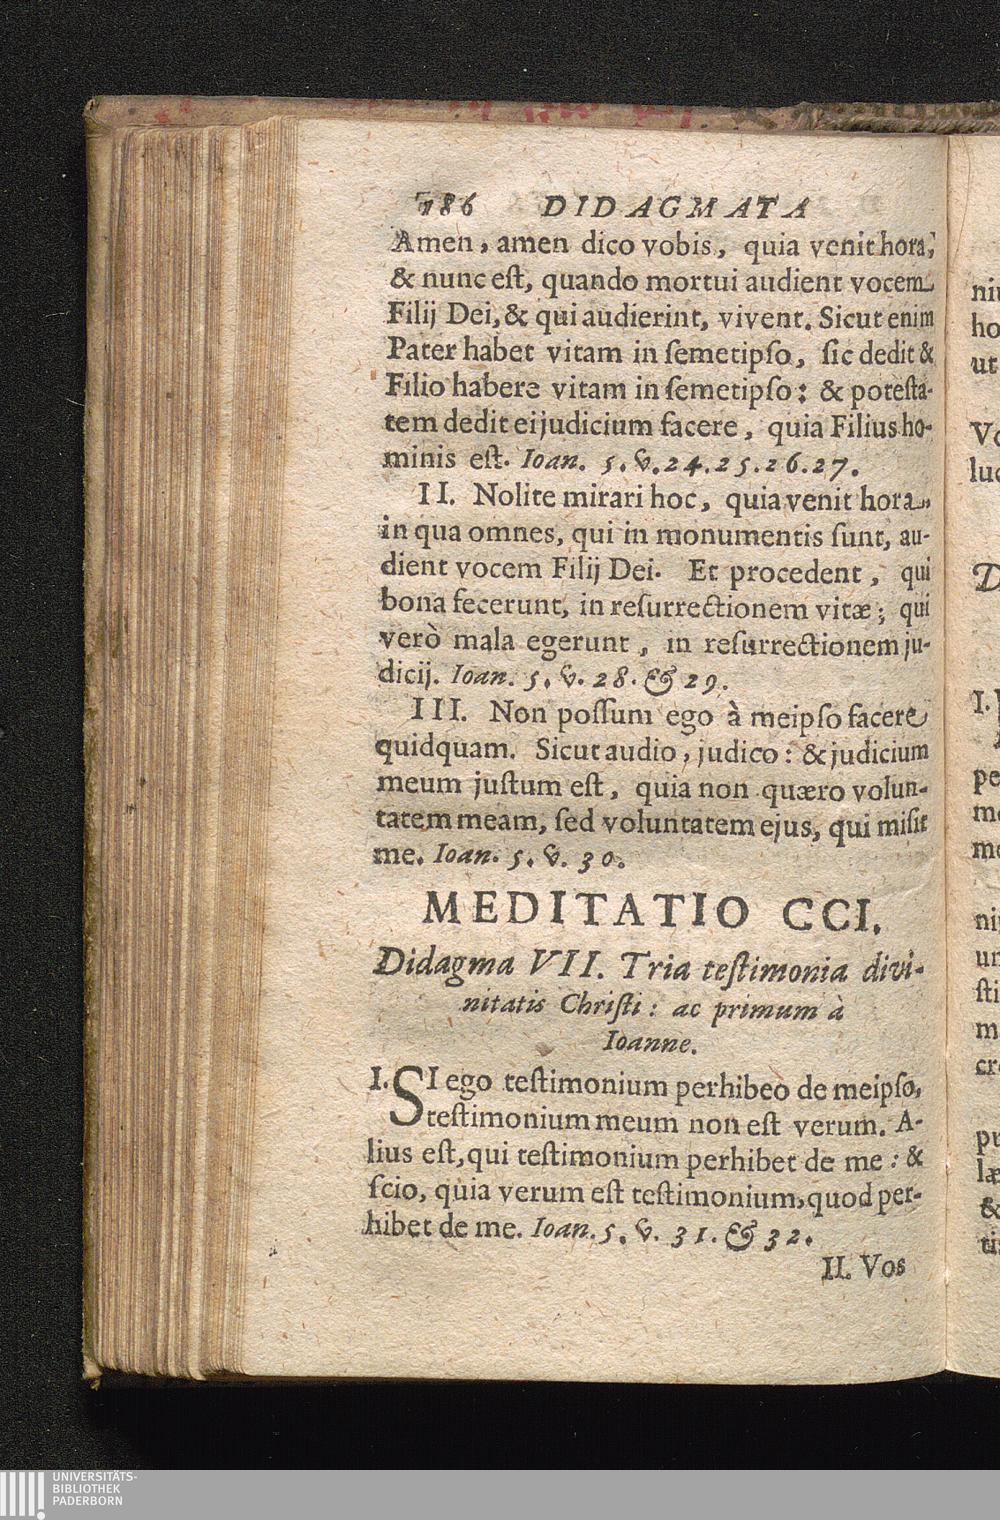 186 DIDAGMATA
Amen, amen dico vobis, quia venit hora,
& nunc est, quando mortui audient vocem
Filij Dei, & qui audierint, vivent. Sicut enim
Pater habet vitam in semetipso, sic dedit &
Filio habere vitam in semetipso: & potesta-
tem dedit ei judicium facere, quia Filius ho-
minis est. Ioan. 5. v. 24. 25. 26. 27.
II. Nolite mirari hoc, quia venit hora,
in qua omnes, qui in monumentis sunt, au-
dient vocem Filij Dei. Et procedent, qui
bona fecerunt, in resurrectionem vitæ; qui
verò mala egerunt, in resurrectionem ju-
dicij. Ioan. 5. v. 28. & 29.
III. Non possum ego à meipso facere
quidquam. Sicut audio, judico: & judicium
meum justum est, quia non quæro volun-
tatem meam, sed voluntatem ejus, qui misit
me. Ioan. 5. v. 30.
MEDITATIO CCI.
Didagma VII. Tria testimonia divi-
nitatis Christi: ac primum à
Ioanne.
I. SI ego testimonium perhibeo de meipso,
testimonium meum non est verum. A-
lius est, qui testimonium perhibet de me: &
scio, quia verum est testimonium, quod per-
hibet de me. Ioan. 5. v. 31. & 32.
II. Vos
UNIVERSITÄTS-
BIBLIOTHEK
PADERBORN